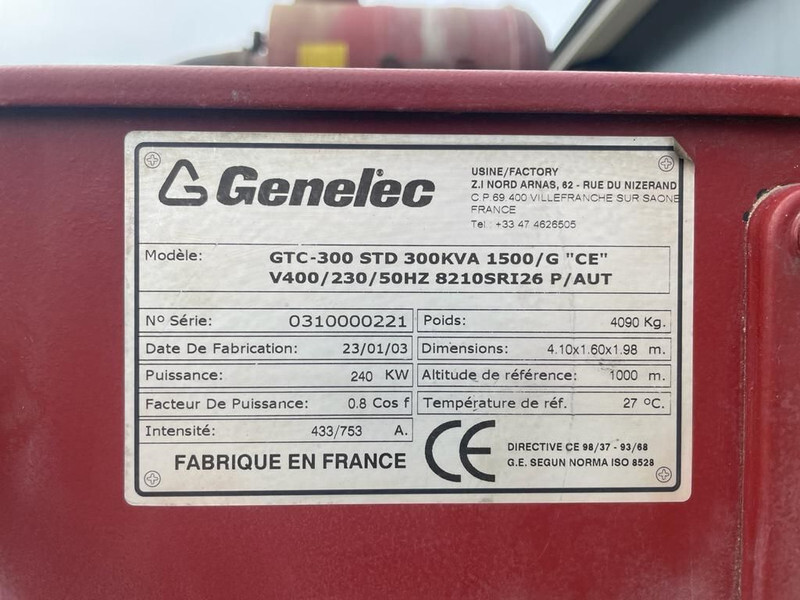 Genelec
USINE/FACTORY
Z.I NORD ARNAS, 62 - RUE DU NIZERAND
C.P.69.400 VILLEFRANCHE SUR SAONE
FRANCE
Tel.: +33 47 4626505
Modèle: GTC-300 STD 300KVA 1500/G "CE"
V400/230/50HZ 8210SRI26 P/AUT
Nº Série: 0310000221 Poids: 4090 Kg.
Date De Fabrication: 23/01/03 Dimensions: 4.10x1.60x1.98 m.
Puissance: 240 KW Altitude de référence: 1000 m.
Facteur De Puissance: 0.8 Cos f Température de réf. 27 ºC.
Intensité: 433/753 A.
FABRIQUE EN FRANCE
CE
DIRECTIVE CE 98/37 - 93/68
G.E. SEGUN NORMA ISO 8528